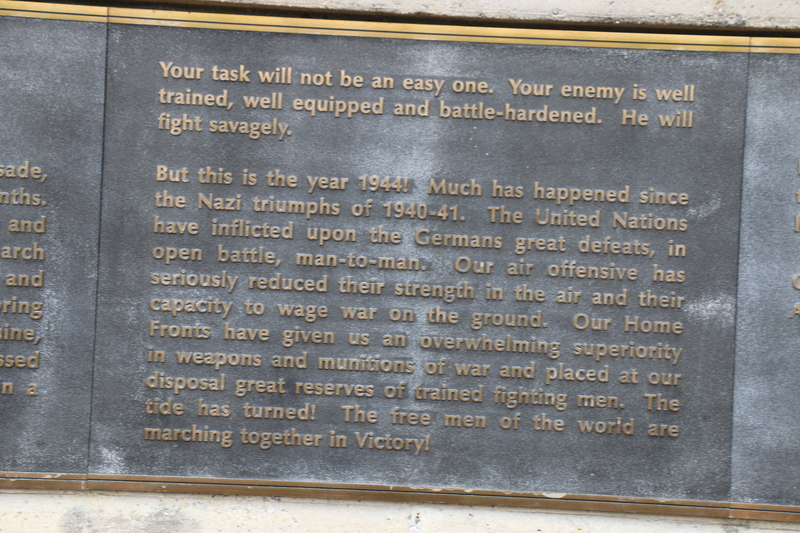 Your task will not be an easy one. Your enemy is well
trained, well equipped and battle-hardened. He will
fight savagely.
But this is the year 1944! Much has happened since
the Nazi triumphs of 1940-41. The United Nations
have inflicted upon the Germans great defeats, in
open battle, man-to-man. Our air offensive has
seriously reduced their strength in the air and their
capacity to wage war on the ground. Our Home
Fronts have given us an overwhelming superiority
in weapons and munitions of war and placed at our
disposal great reserves of trained fighting men. The
tide has turned! The free men of the world are
marching together in Victory!
and
and
n a